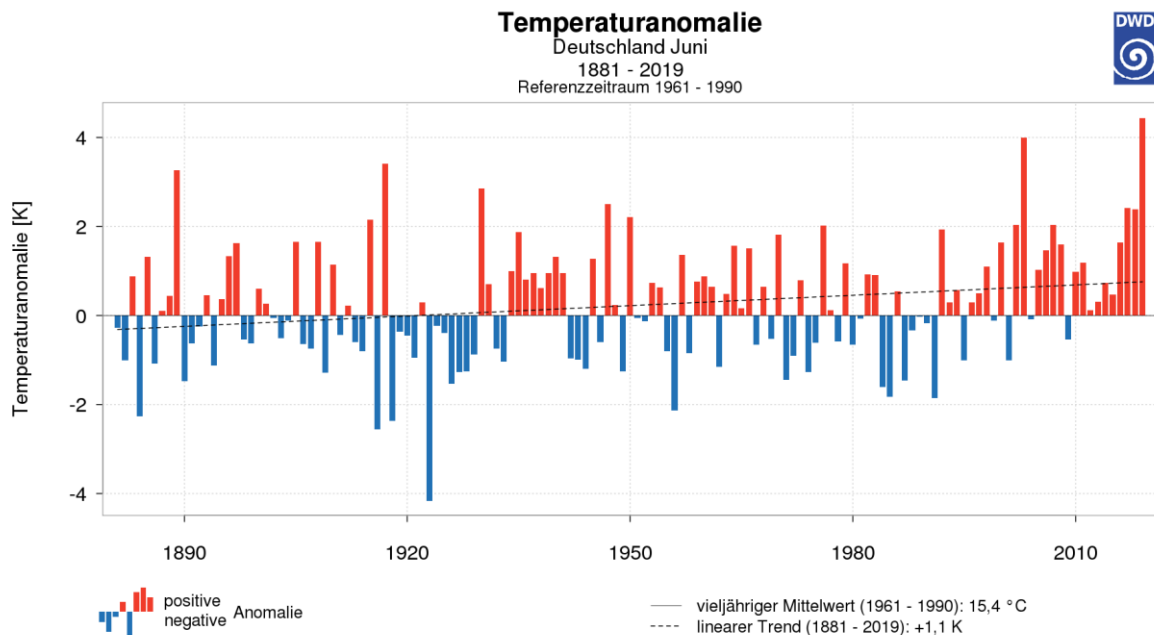 Temperaturanomalie
Deutschland Juni
1881 - 2019
Referenzzeitraum 1961 - 1990
DWD
Temperaturanomalie [K]
4
2
0
-2
-4
1890
1920
1950
1980
2010
positive
negative
Anomalie
vieljähriger Mittelwert (1961 - 1990): 15,4 °C
linearer Trend (1881 - 2019): +1,1 K